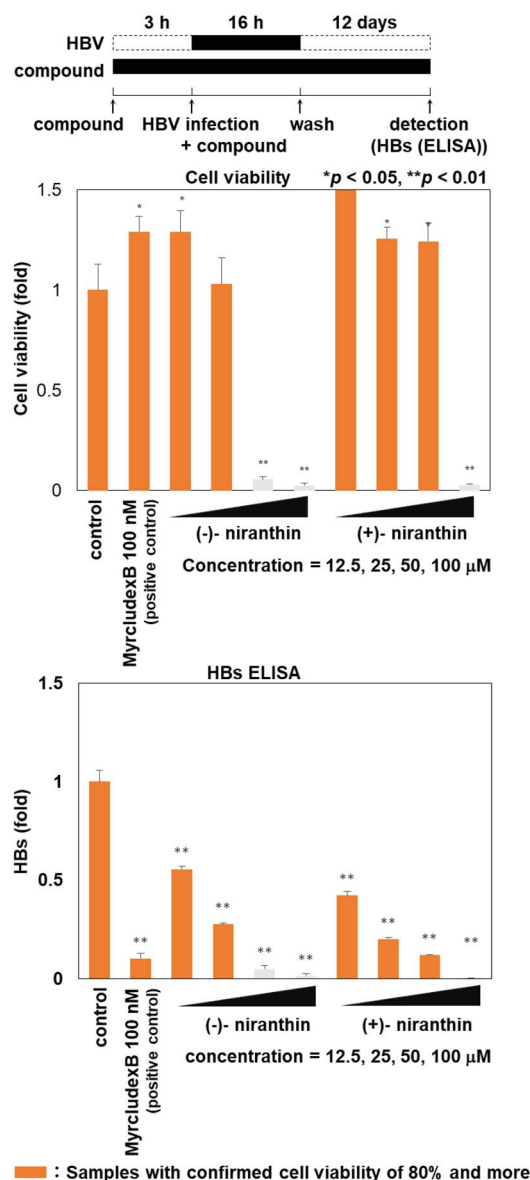 3 h 16 h 12 days
HBV
compound
compound HBV infection wash detection
+ compound (HBs (ELISA))
Cell viability *p < 0.05, **p < 0.01
1.5
1
0.5
0
Cell viability (fold)
* * * *
** ** **
control
MyrcludexB 100 nM
(positive control)
(-)- niranthin (+)- niranthin
Concentration = 12.5, 25, 50, 100 μM
HBs ELISA
1.5
1
0.5
0
HBs (fold)
** ** ** ** ** ** ** ** **
control
MyrcludexB 100 nM
(positive control)
(-)- niranthin (+)- niranthin
concentration = 12.5, 25, 50, 100 μM
: Samples with confirmed cell viability of 80% and more